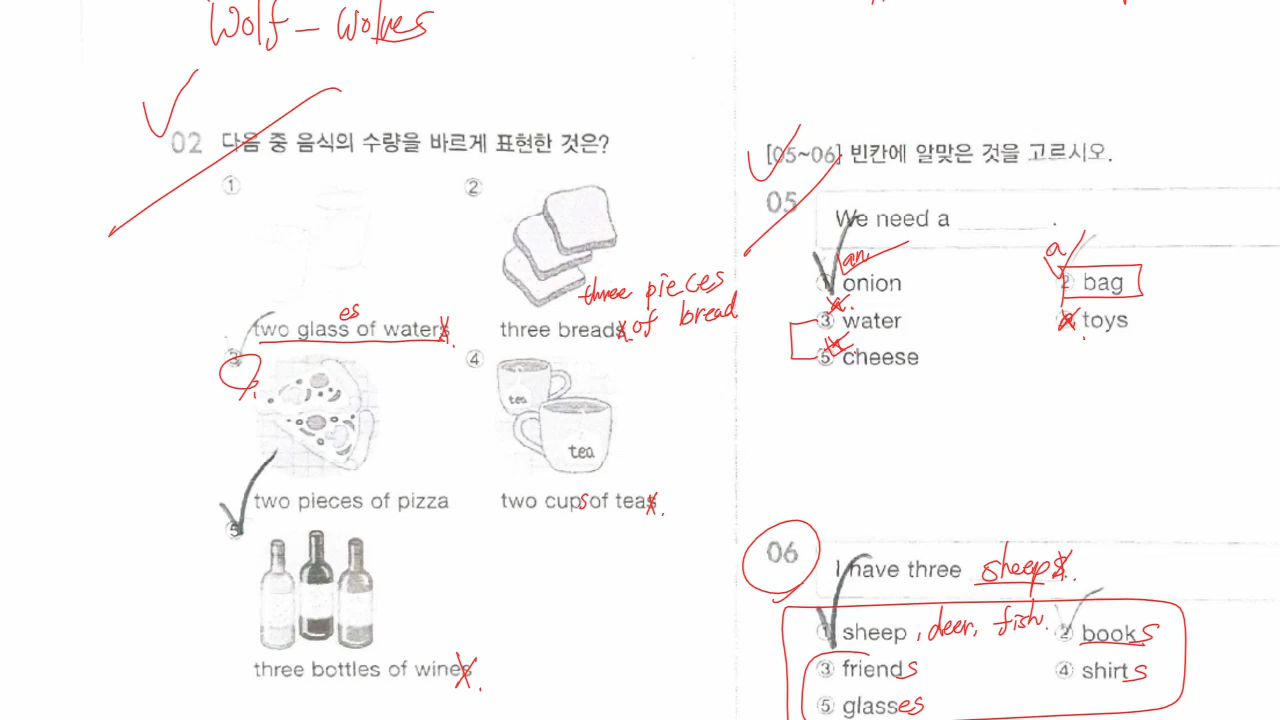 Wolf - Wolves
02 다음 중 음식의 수량을 바르게 표현한 것은?
①
②
es
two glass of waters
three breads
three pieces
of bread
③
④
tea
tea
two pieces of pizza
two cups of teas
⑤
three bottles of wines
[05~06] 빈칸에 알맞은 것을 고르시오.
05
We need a ________ .
an
a
① onion
② bag
③ water
④ toys
⑤ cheese
06
I have three sheeps.
① sheep , deer, fish.
② books
③ friends
④ shirts
⑤ glasses